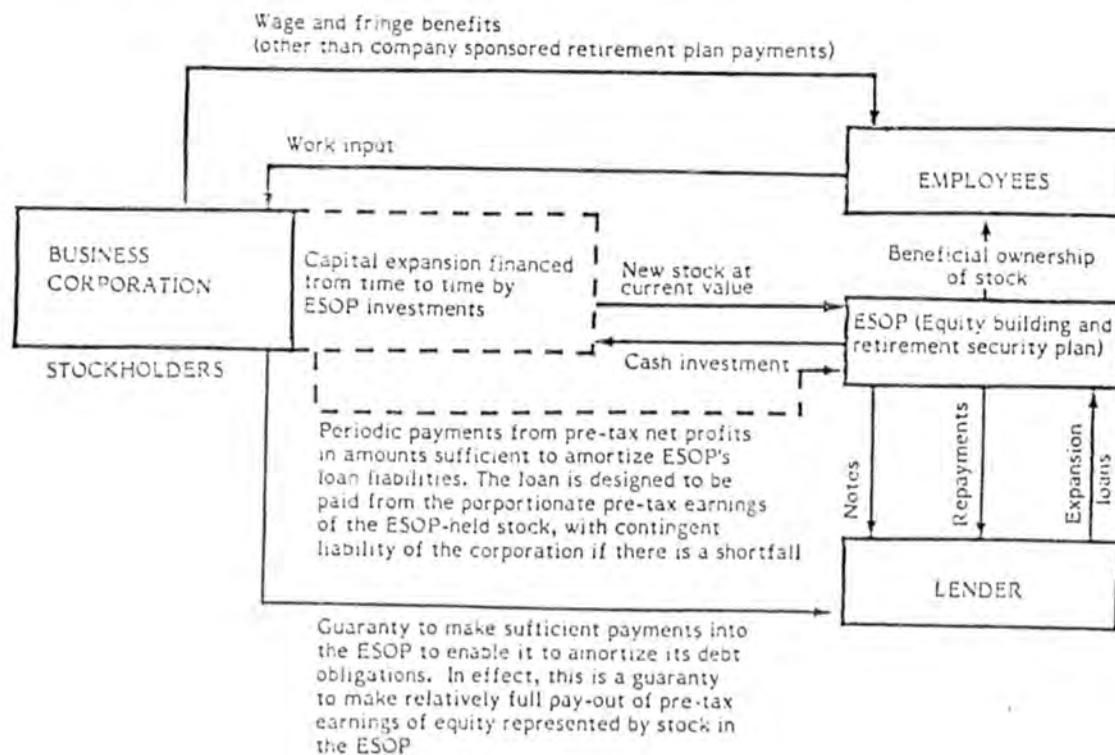 Wage and fringe benefits
(other than company sponsored retirement plan payments)
Work input
EMPLOYEES
BUSINESS
CORPORATION
Capital expansion financed
from time to time by
ESOP investments
New stock at
current value
Beneficial ownership
of stock
ESOP (Equity building and
retirement security plan)
Cash investment
STOCKHOLDERS
Periodic payments from pre-tax net profits
in amounts sufficient to amortize ESOP's
loan liabilities. The loan is designed to be
paid from the porportionate pre-tax earnings
of the ESOP-held stock, with contingent
liability of the corporation if there is a shortfall
Notes
Repayments
Expansion
loans
LENDER
Guaranty to make sufficient payments into
the ESOP to enable it to amortize its debt
obligations. In effect, this is a guaranty
to make relatively full pay-out of pre-tax
earnings of equity represented by stock in
the ESOP